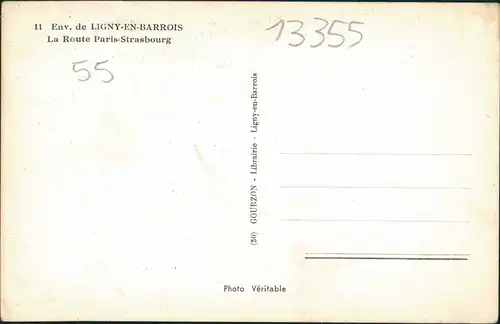 11 Env. de LIGNY-EN-BARROIS
La Route Paris-Strasbourg
13355
55
(50) GOURZON - Librairie - Ligny-en-Barrois
Photo Véritable